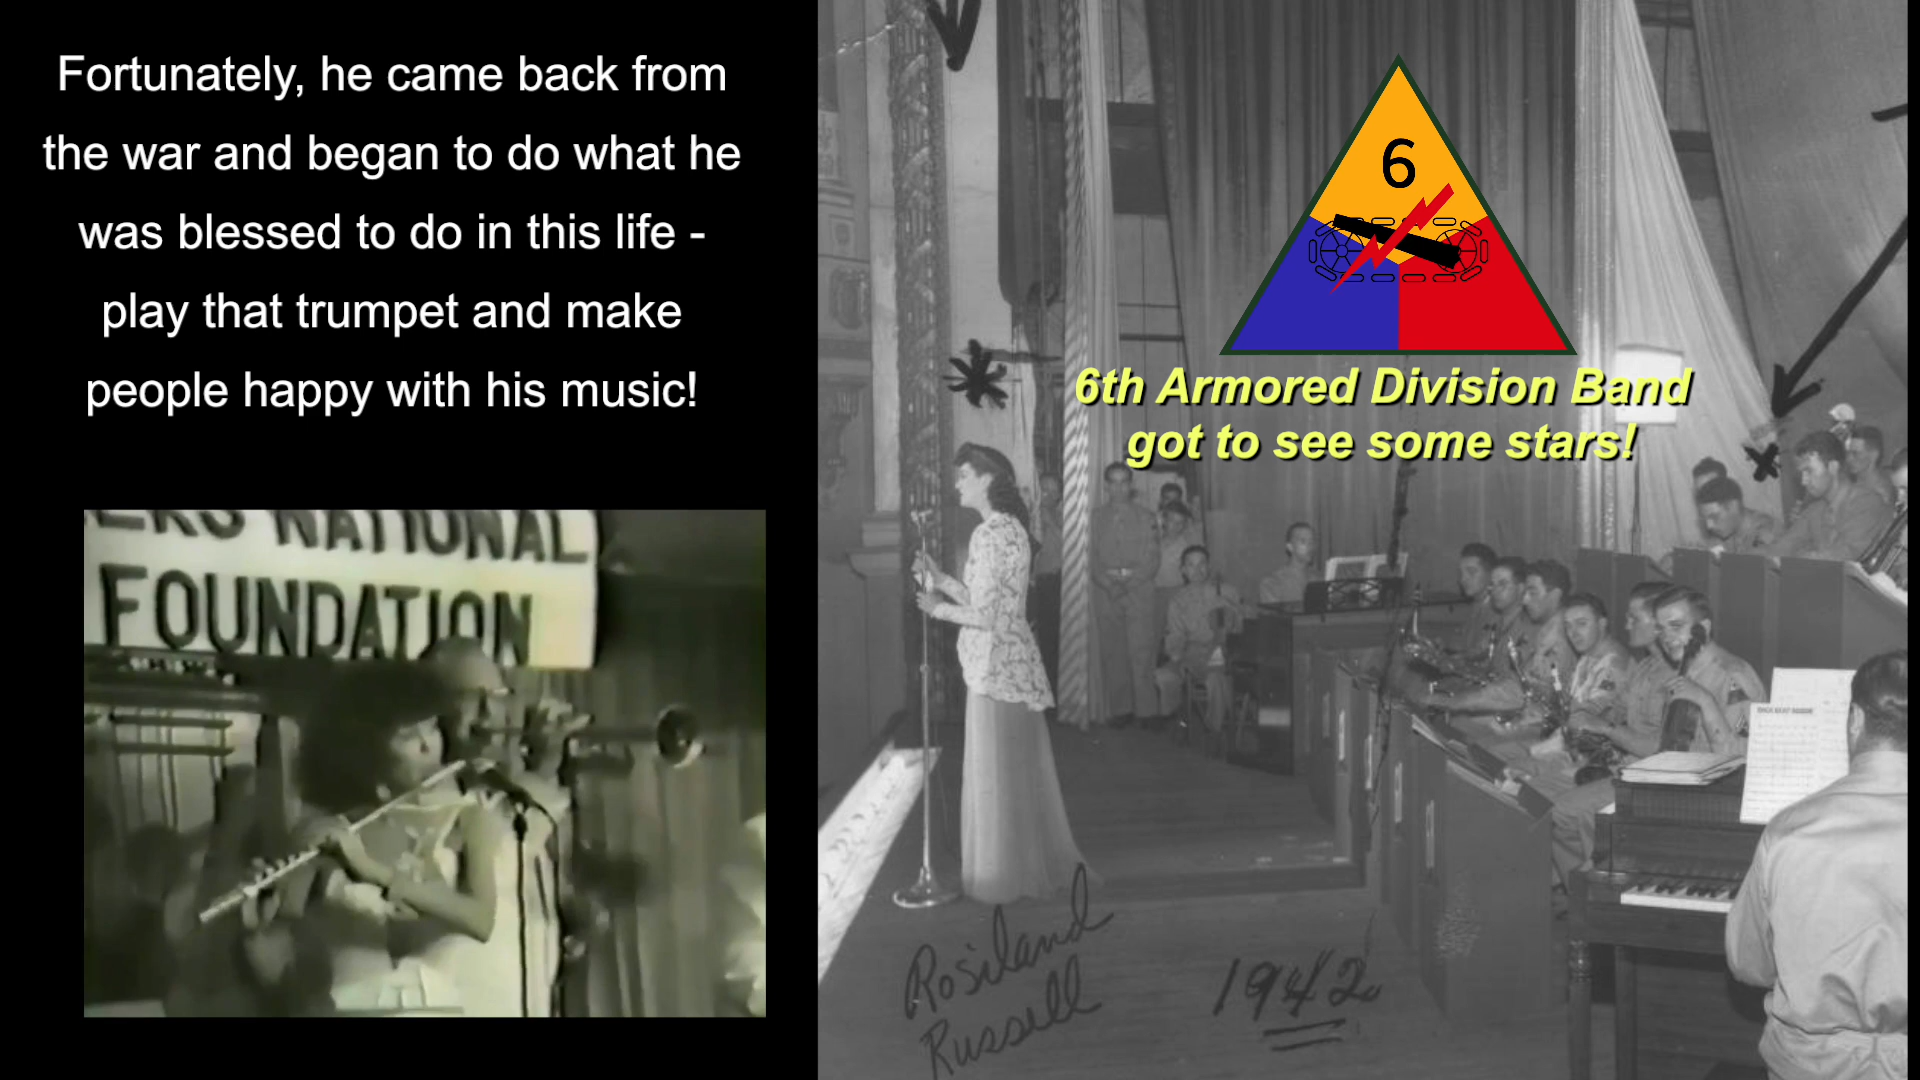 Fortunately, he came back from
the war and began to do what he
was blessed to do in this life -
play that trumpet and make
people happy with his music!
NATIONAL
FOUNDATION
6
6th Armored Division Band
got to see some stars!
Rosiland
Russell
1942